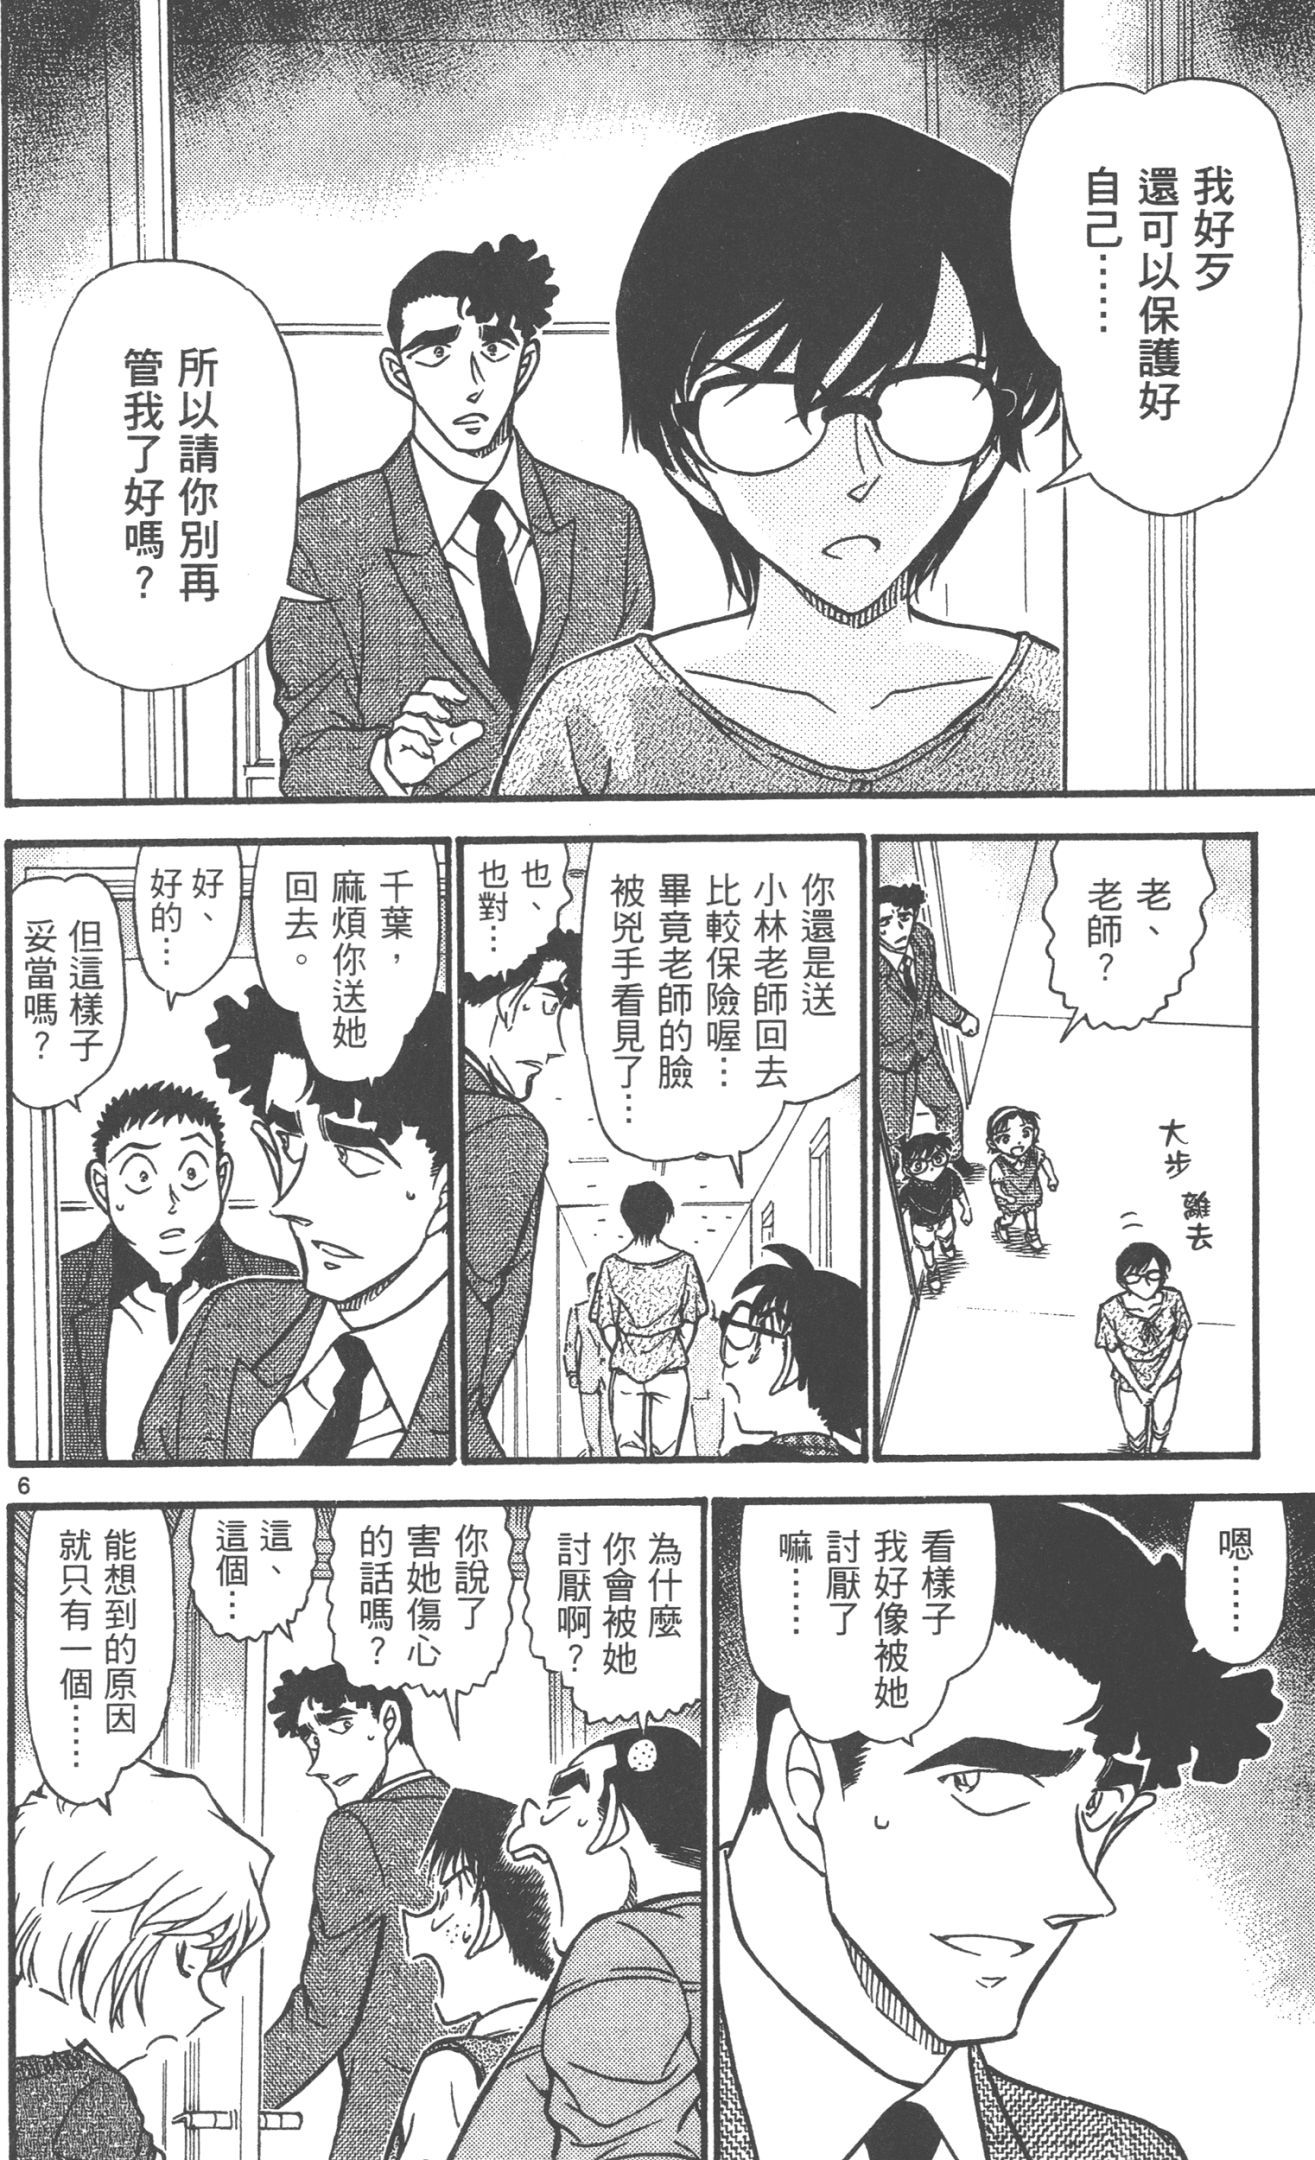 我好歹
還可以保護好
自己……
所以請你別再
管我了好嗎？
老、
老師？
大步
離去
你還是送
小林老師回去
比較保險喔…
畢竟老師的臉
被兇手看見了…
也、
也對…
千葉，
麻煩你送她
回去。
好、
好的…
但這樣子
妥當嗎？
6
嗯……
看樣子
我好像被她
討厭了
嘛……
為什麼
你會被她
討厭啊？
你說了
害她傷心
的話嗎？
這、
這個…
能想到的原因
就只有一個……